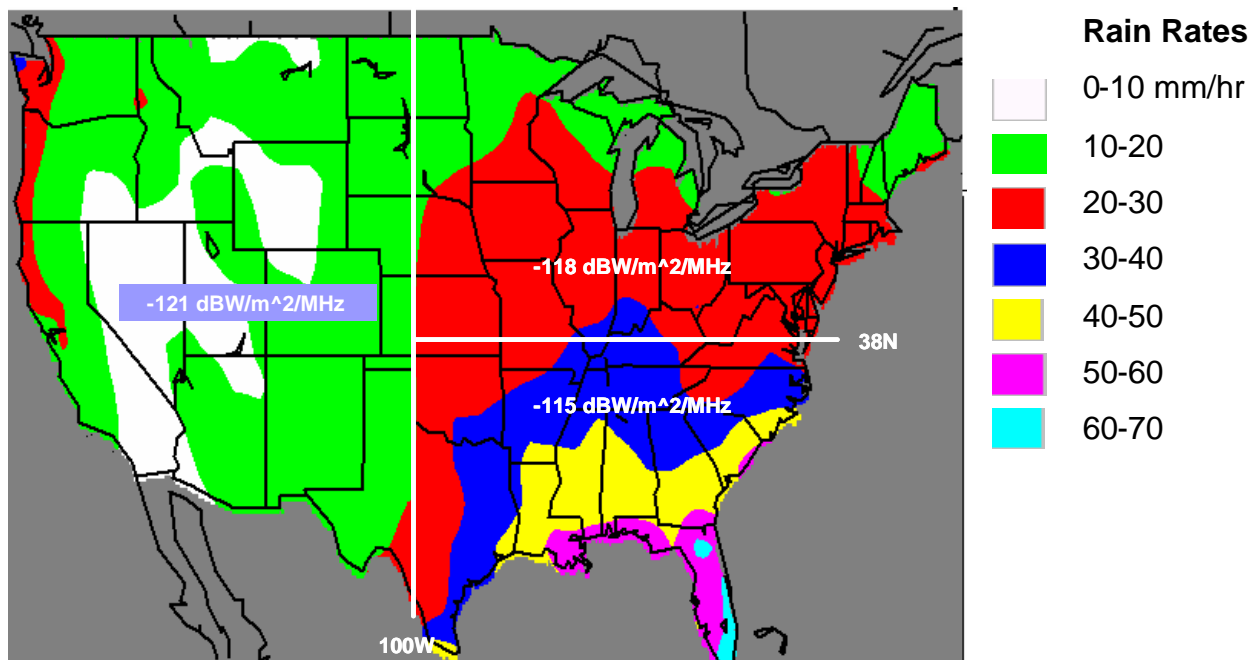 Rain Rates
0-10 mm/hr
10-20
20-30
30-40
40-50
50-60
60-70
-118 dBW/m^2/MHz
-121 dBW/m^2/MHz
38N
-115 dBW/m^2/MHz
100W